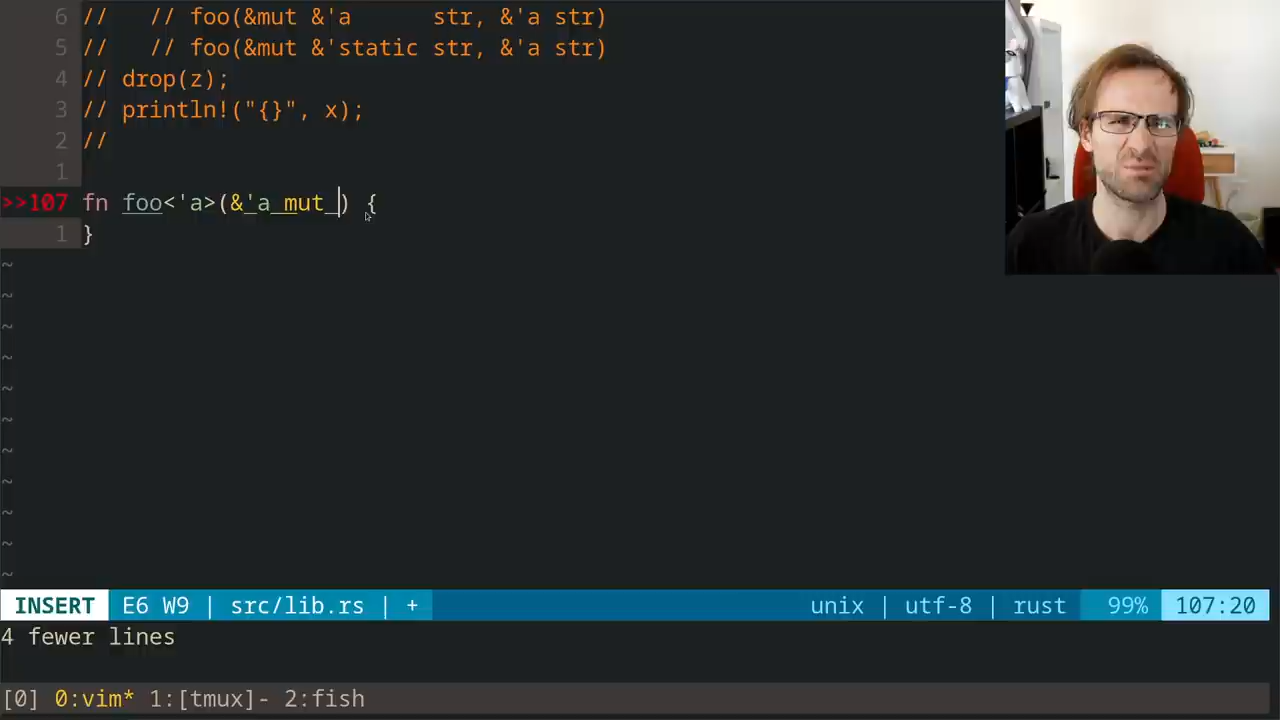 6 //   // foo(&mut &'a      str, &'a str)
5 //   // foo(&mut &'static str, &'a str)
4 // drop(z);
3 // println!("{}", x);
2 //
1
>>107 fn foo<'a>(&'a mut ) {
1 }
~
~
~
~
~
~
~
~
~
~
~
INSERT E6 W9 | src/lib.rs | + unix | utf-8 | rust 99% 107:20
4 fewer lines
[0] 0:vim* 1:[tmux]- 2:fish